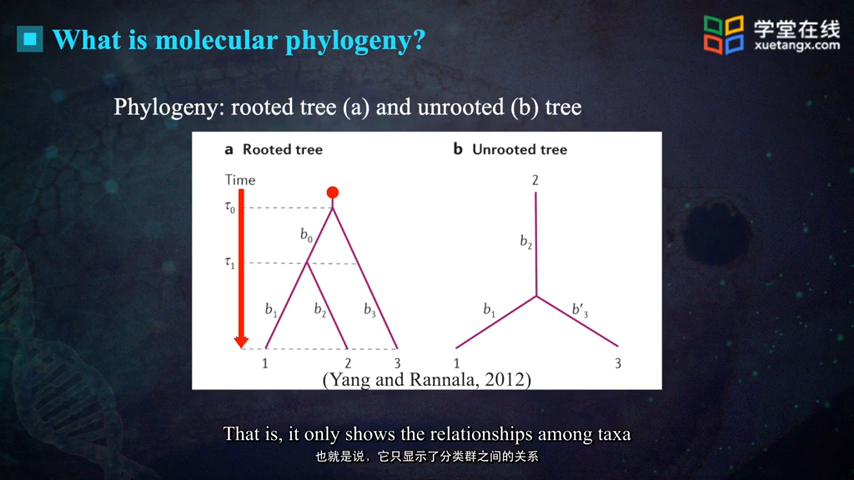 What is molecular phylogeny?
学堂在线
xuetangx.com
Phylogeny: rooted tree (a) and unrooted (b) tree
a Rooted tree
b Unrooted tree
Time
2
τ0
b0
b2
τ1
b1 b2 b3
b1 b'3
1 2 3
1 3
(Yang and Rannala, 2012)
That is, it only shows the relationships among taxa
也就是说，它只显示了分类群之间的关系